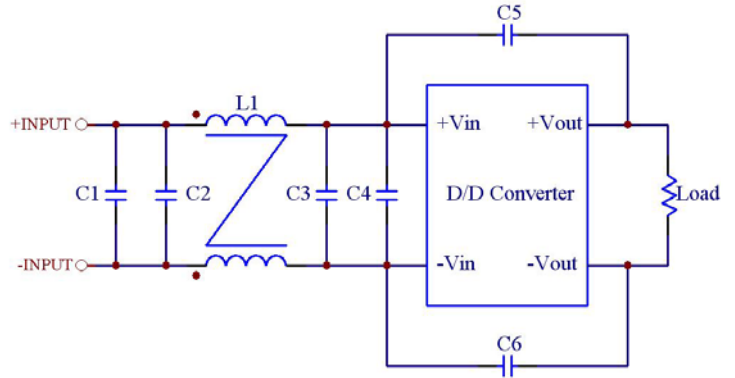 C5
L1
+INPUT
+Vin
+Vout
C1
C2
C3
C4
D/D Converter
Load
-INPUT
-Vin
-Vout
C6